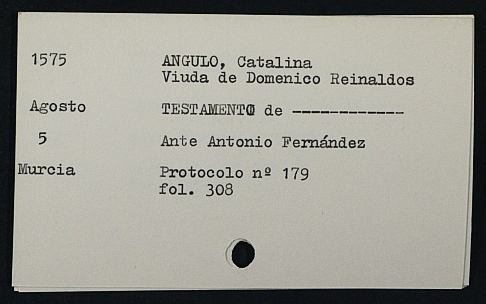 1575 ANGULO, Catalina
Viuda de Domenico Reinaldos
Agosto TESTAMENTO de ------------
5 Ante Antonio Fernández
Murcia Protocolo nº 179
fol. 308